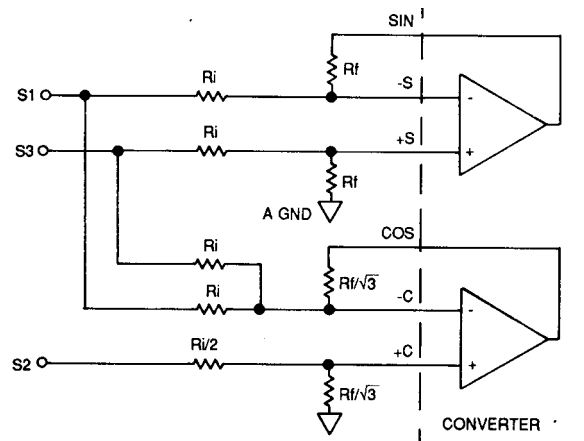 SIN
Rf
Ri
-S
S1
-
Ri
+S
S3
+
Rf
A GND
COS
Ri
Rf/√3
Ri
-C
-
Ri/2
+C
S2
+
Rf/√3
CONVERTER